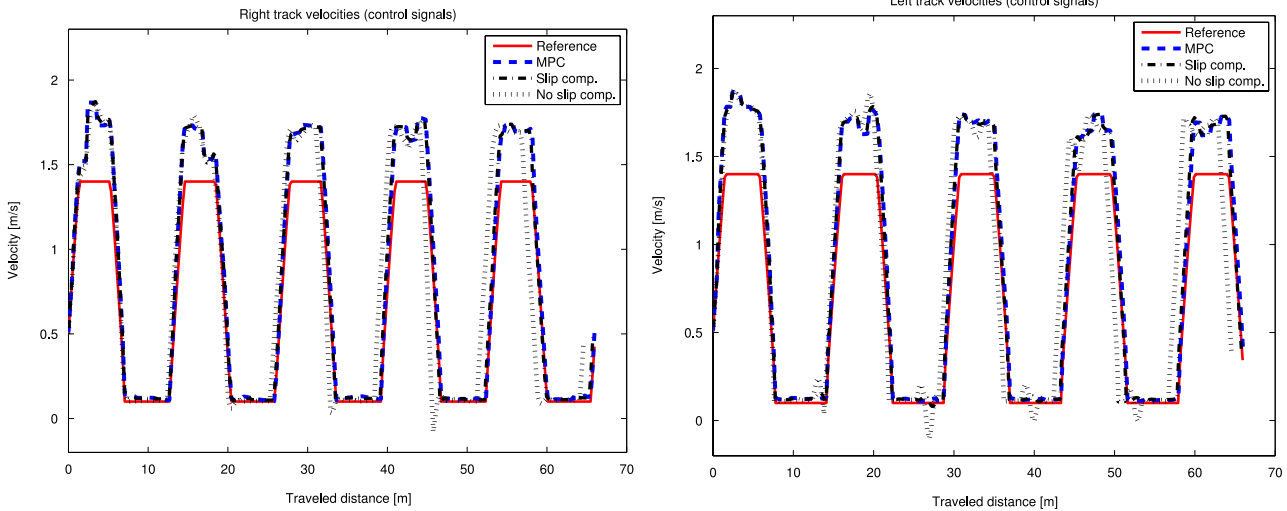 Right track velocities (control signals)
Reference
MPC
Slip comp.
No slip comp.
2
1.5
1
0.5
0
Velocity [m/s]
0 10 20 30 40 50 60 70
Traveled distance [m]
Left track velocities (control signals)
Reference
MPC
Slip comp.
No slip comp.
2
1.5
1
0.5
0
Velocity [m/s]
0 10 20 30 40 50 60 70
Traveled distance [m]